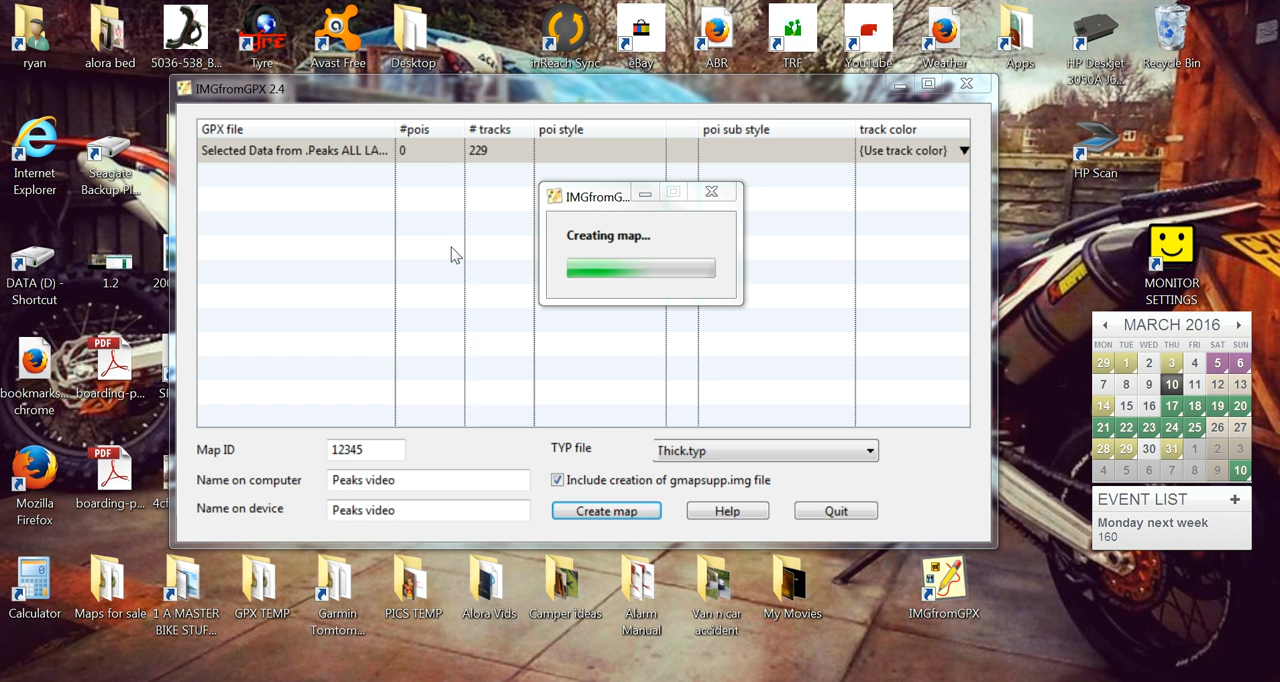 ryan
alora bed
5036-538_B...
Tyre
Avast Free
Desktop
inReach Sync
eBay
ABR
TRF
YouTube
Weather
Apps
HP Deskjet
3050A J6...
Recycle Bin
IMGfromGPX 2.4
GPX file
#pois
# tracks
poi style
poi sub style
track color
Selected Data from .Peaks ALL LA...
0
229
{Use track color}
IMGfromG...
Creating map...
Internet
Explorer
Seagate
Backup Pl...
HP Scan
DATA (D) -
Shortcut
1.2
MONITOR
SETTINGS
MARCH 2016
MON TUE WED THU FRI SAT SUN
29 1 2 3 4 5 6
7 8 9 10 11 12 13
14 15 16 17 18 19 20
21 22 23 24 25 26 27
28 29 30 31 1 2 3
4 5 6 7 8 9 10
bookmarks...
chrome
PDF
boarding-p...
Map ID
12345
TYP file
Thick.typ
Name on computer
Peaks video
Include creation of gmapsupp.img file
Name on device
Peaks video
Create map
Help
Quit
Mozilla
Firefox
PDF
boarding-p...
EVENT LIST
+
Monday next week
160
Calculator
Maps for sale
1 A MASTER
BIKE STUF...
GPX TEMP
Garmin
Tomtom...
PICS TEMP
Alora Vids
Camper ideas
Alarm
Manual
Van n car
accident
My Movies
IMGfromGPX